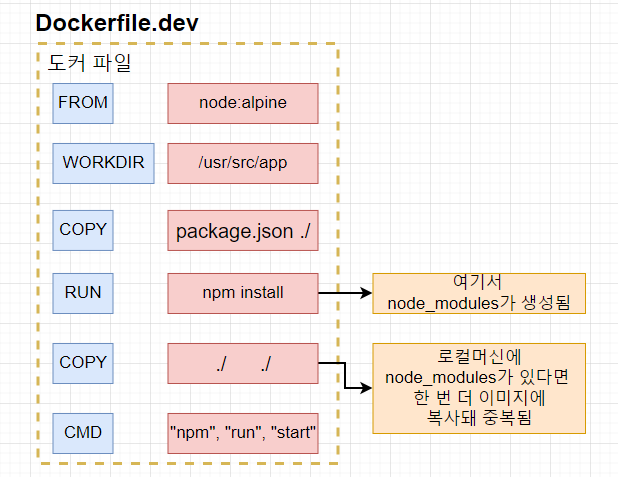 Dockerfile.dev
도커 파일
FROM node:alpine
WORKDIR /usr/src/app
COPY package.json ./
RUN npm install
여기서
node_modules가 생성됨
COPY ./ ./
로컬머신에
node_modules가 있다면
한 번 더 이미지에
복사돼 중복됨
CMD "npm", "run", "start"